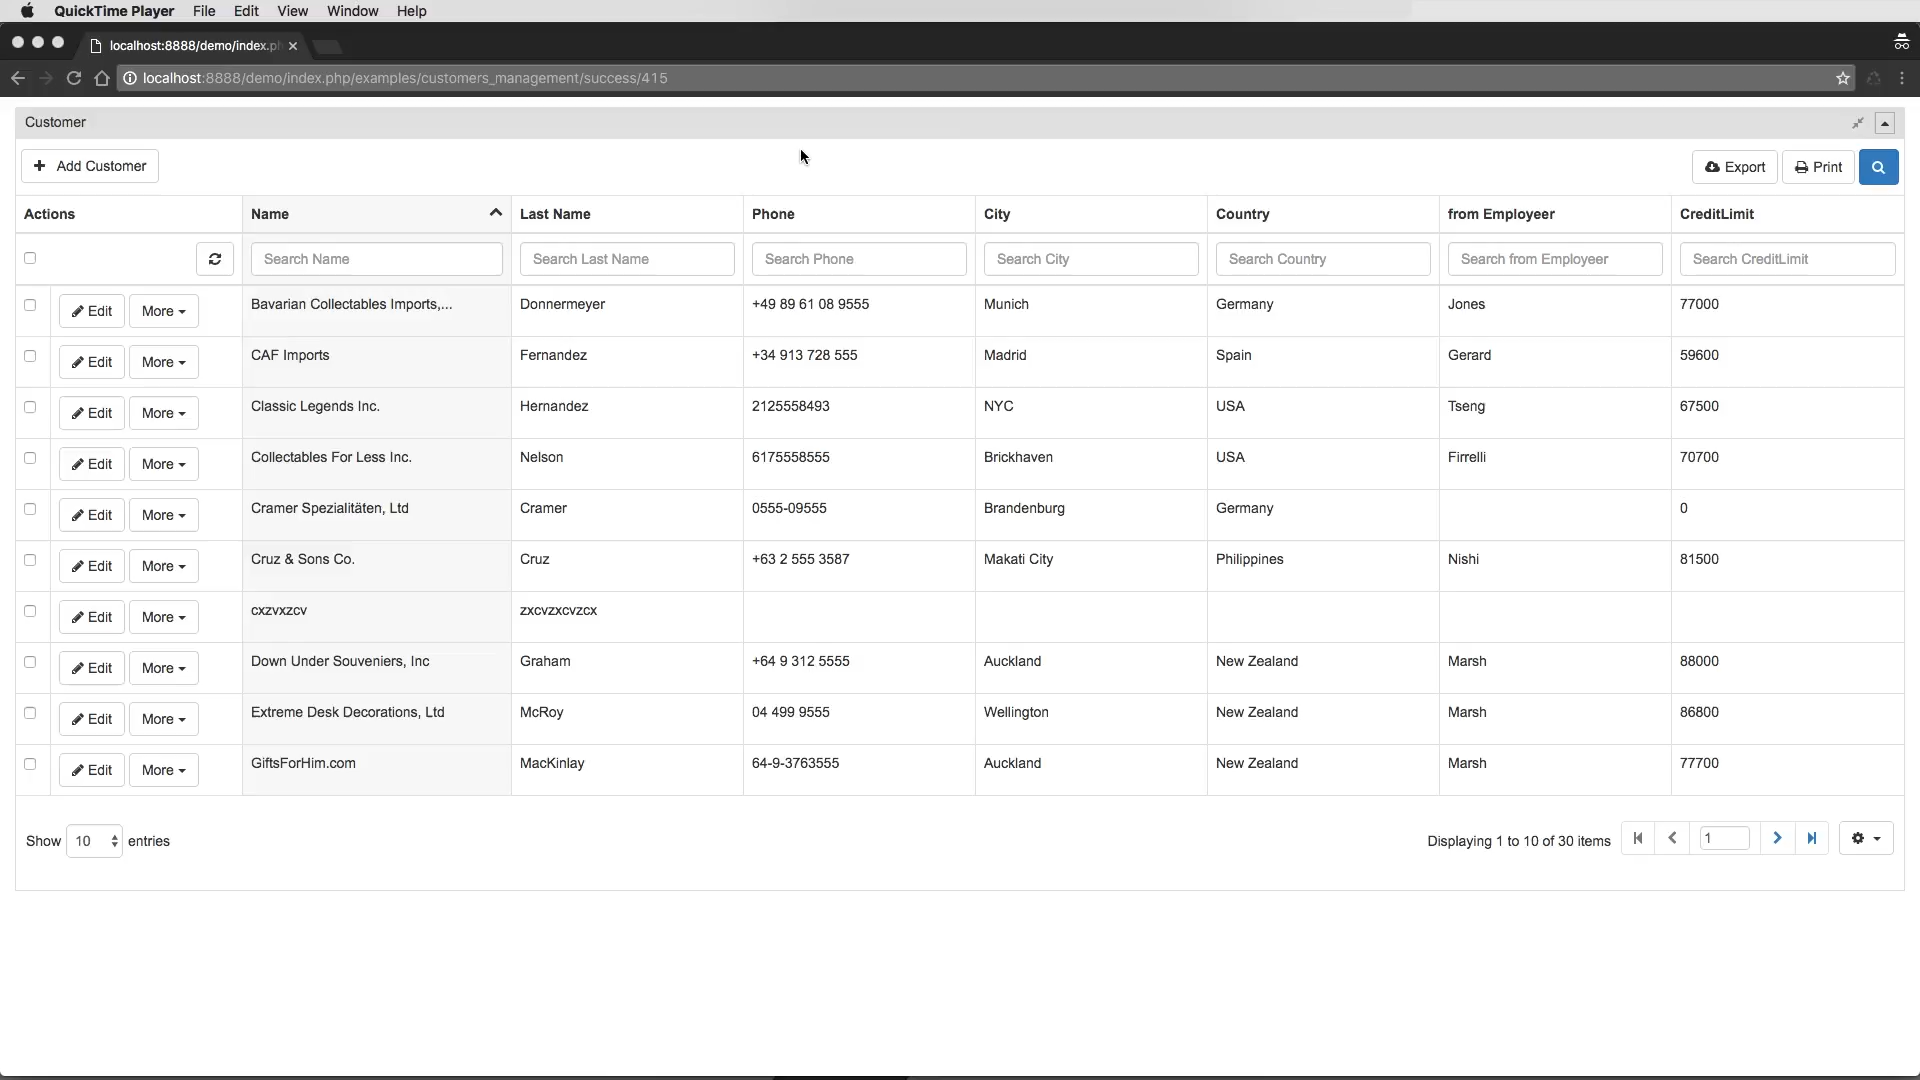 QuickTime Player File Edit View Window Help
localhost:8888/demo/index.p
localhost:8888/demo/index.php/examples/customers_management/success/415
Customer
Add Customer Export Print
Actions Name Last Name Phone City Country from Employeer CreditLimit
Search Name Search Last Name Search Phone Search City Search Country Search from Employeer Search CreditLimit
Edit More Bavarian Collectables Imports,... Donnermeyer +49 89 61 08 9555 Munich Germany Jones 77000
Edit More CAF Imports Fernandez +34 913 728 555 Madrid Spain Gerard 59600
Edit More Classic Legends Inc. Hernandez 2125558493 NYC USA Tseng 67500
Edit More Collectables For Less Inc. Nelson 6175558555 Brickhaven USA Firrelli 70700
Edit More Cramer Spezialitäten, Ltd Cramer 0555-09555 Brandenburg Germany 0
Edit More Cruz & Sons Co. Cruz +63 2 555 3587 Makati City Philippines Nishi 81500
Edit More cxzvxzcv zxcvzxcvzcx
Edit More Down Under Souveniers, Inc Graham +64 9 312 5555 Auckland New Zealand Marsh 88000
Edit More Extreme Desk Decorations, Ltd McRoy 04 499 9555 Wellington New Zealand Marsh 86800
Edit More GiftsForHim.com MacKinlay 64-9-3763555 Auckland New Zealand Marsh 77700
Show 10 entries Displaying 1 to 10 of 30 items 1